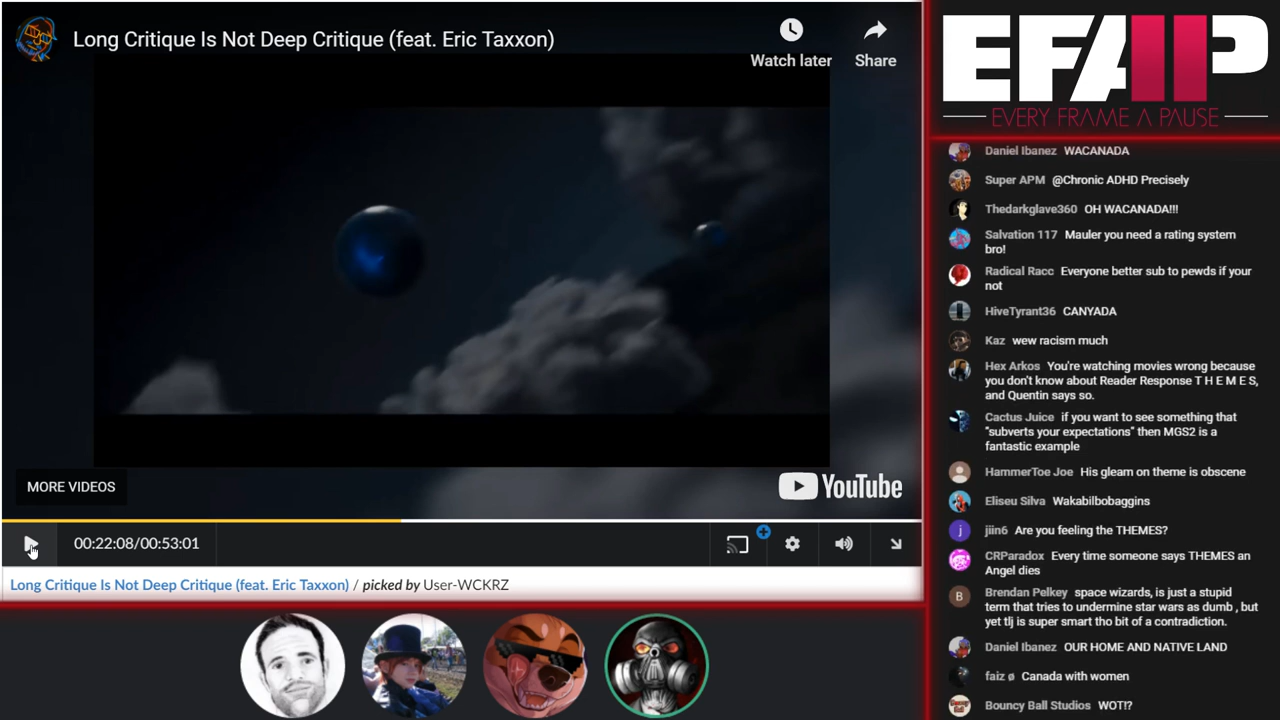 Long Critique Is Not Deep Critique (feat. Eric Taxxon)
Watch later
Share
MORE VIDEOS
YouTube
00:22:08/00:53:01
Long Critique Is Not Deep Critique (feat. Eric Taxxon) / picked by User-WCKRZ
EFAP
EVERY FRAME A PAUSE
Daniel Ibanez WACANADA
Super APM @Chronic ADHD Precisely
Thedarkglave360 OH WACANADA!!!
Salvation 117 Mauler you need a rating system
bro!
Radical Racc Everyone better sub to pewds if your
not
HiveTyrant36 CANYADA
Kaz wew racism much
Hex Arkos You're watching movies wrong because
you don't know about Reader Response T H E M E S,
and Quentin says so.
Cactus Juice if you want to see something that
"subverts your expectations" then MGS2 is a
fantastic example
HammerToe Joe His gleam on theme is obscene
Eliseu Silva Wakabilbobaggins
j
jiin6 Are you feeling the THEMES?
CRParadox Every time someone says THEMES an
Angel dies
B
Brendan Pelkey space wizards, is just a stupid
term that tries to undermine star wars as dumb , but
yet tlj is super smart tho bit of a contradiction.
Daniel Ibanez OUR HOME AND NATIVE LAND
faiz ø Canada with women
Bouncy Ball Studios WOT!?